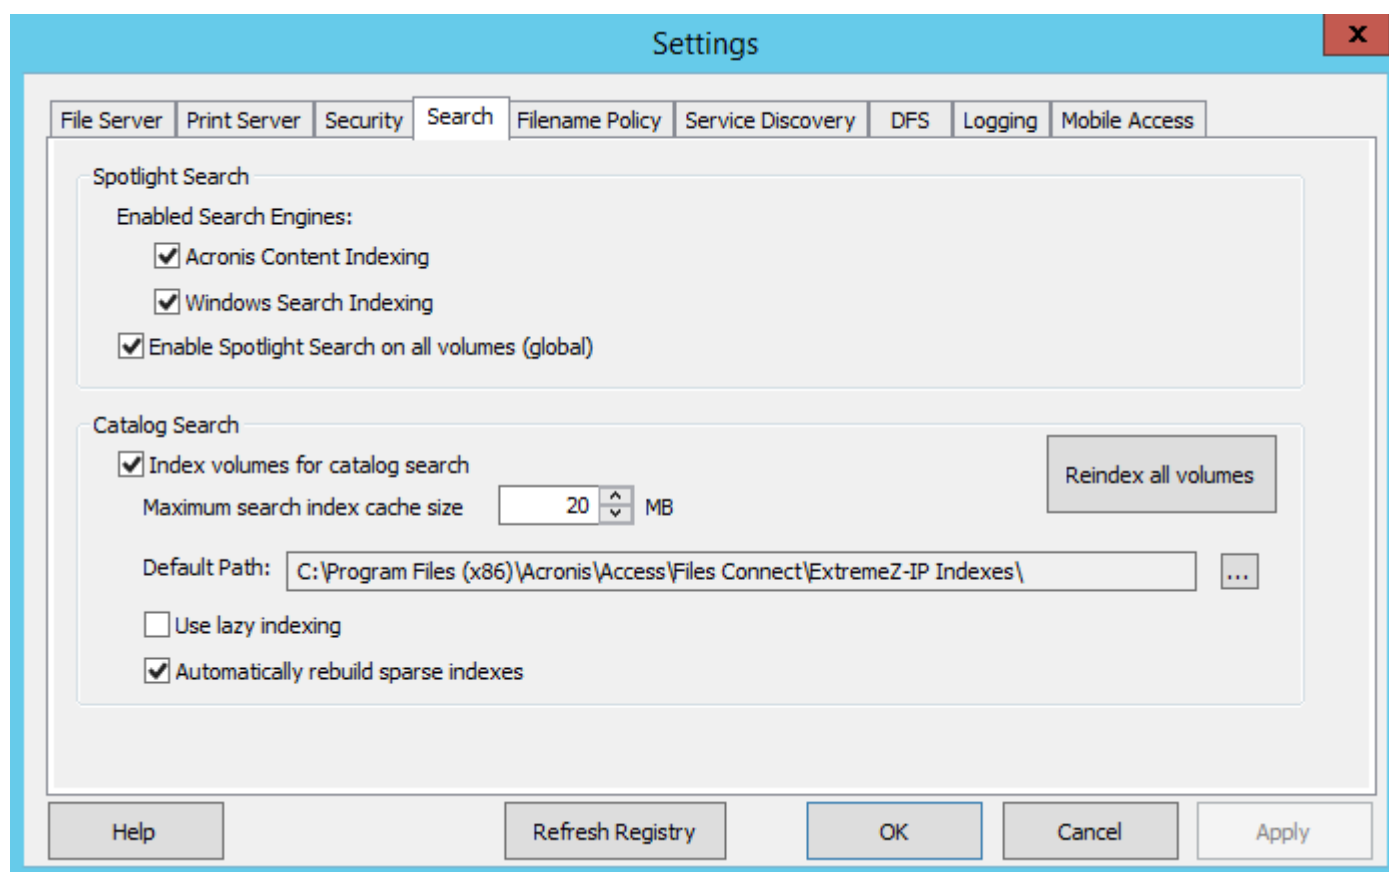 Settings
x
File Server Print Server Security Search Filename Policy Service Discovery DFS Logging Mobile Access
Spotlight Search
Enabled Search Engines:
Acronis Content Indexing
Windows Search Indexing
Enable Spotlight Search on all volumes (global)
Catalog Search
Index volumes for catalog search
Reindex all volumes
Maximum search index cache size 20 MB
Default Path: C:\Program Files (x86)\Acronis\Access\Files Connect\ExtremeZ-IP Indexes\ ...
Use lazy indexing
Automatically rebuild sparse indexes
Help Refresh Registry OK Cancel Apply